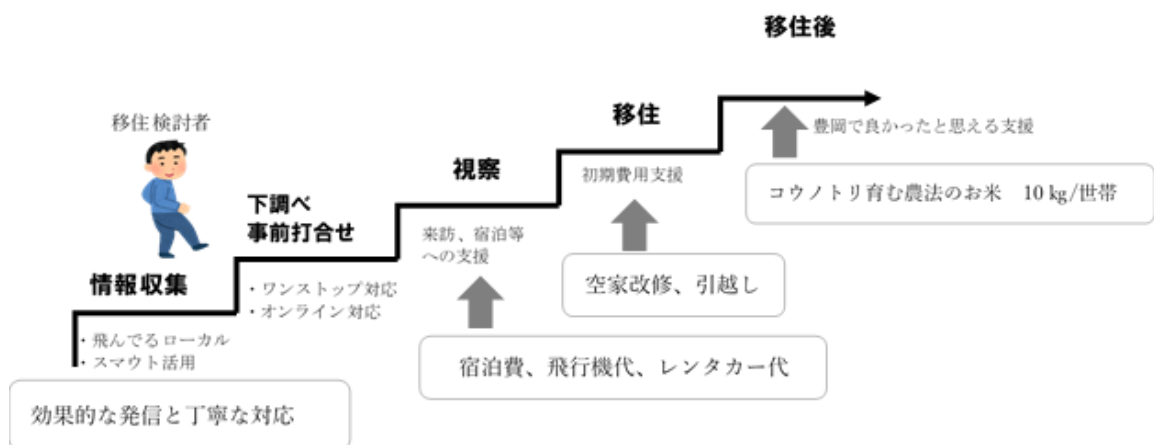 移住検討者
情報収集
・飛んでるローカル
・スマウト活用
効果的な発信と丁寧な対応
下調べ
事前打合せ
・ワンストップ対応
・オンライン対応
視察
来訪、宿泊等
への支援
宿泊費、飛行機代、レンタカー代
移住
初期費用支援
空家改修、引越し
移住後
豊岡で良かったと思える支援
コウノトリ育む農法のお米　10 kg/世帯